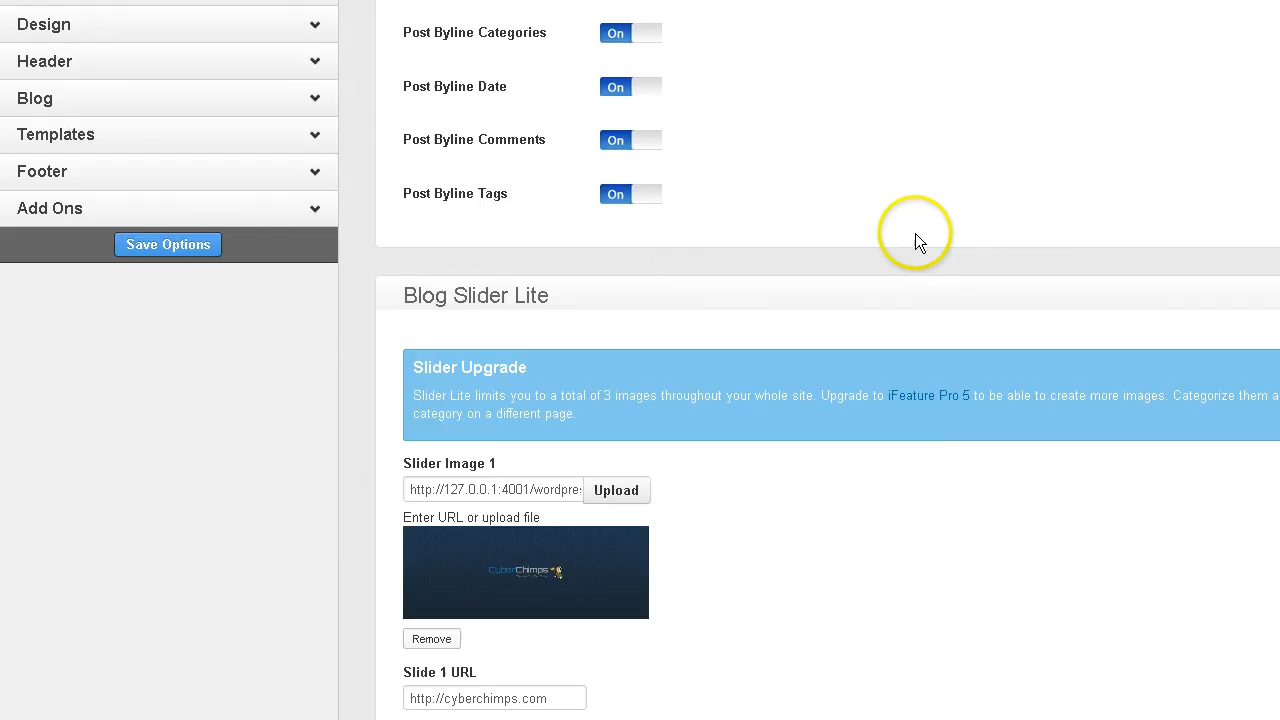 Design
Header
Blog
Templates
Footer
Add Ons
Save Options
Post Byline Categories On
Post Byline Date On
Post Byline Comments On
Post Byline Tags On
Blog Slider Lite
Slider Upgrade
Slider Lite limits you to a total of 3 images throughout your whole site. Upgrade to iFeature Pro 5 to be able to create more images. Categorize them a
category on a different page.
Slider Image 1
http://127.0.0.1:4001/wordpre: Upload
Enter URL or upload file
CyberChimps
Remove
Slide 1 URL
http://cyberchimps.com